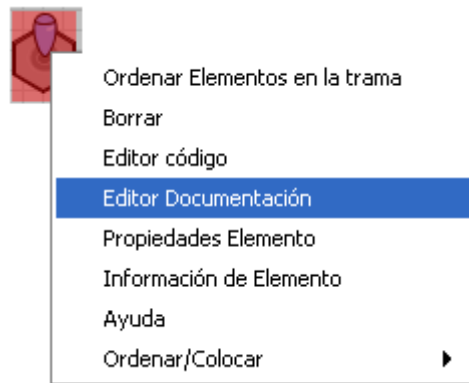 Ordenar Elementos en la trama
Borrar
Editor código
Editor Documentación
Propiedades Elemento
Información de Elemento
Ayuda
Ordenar/Colocar